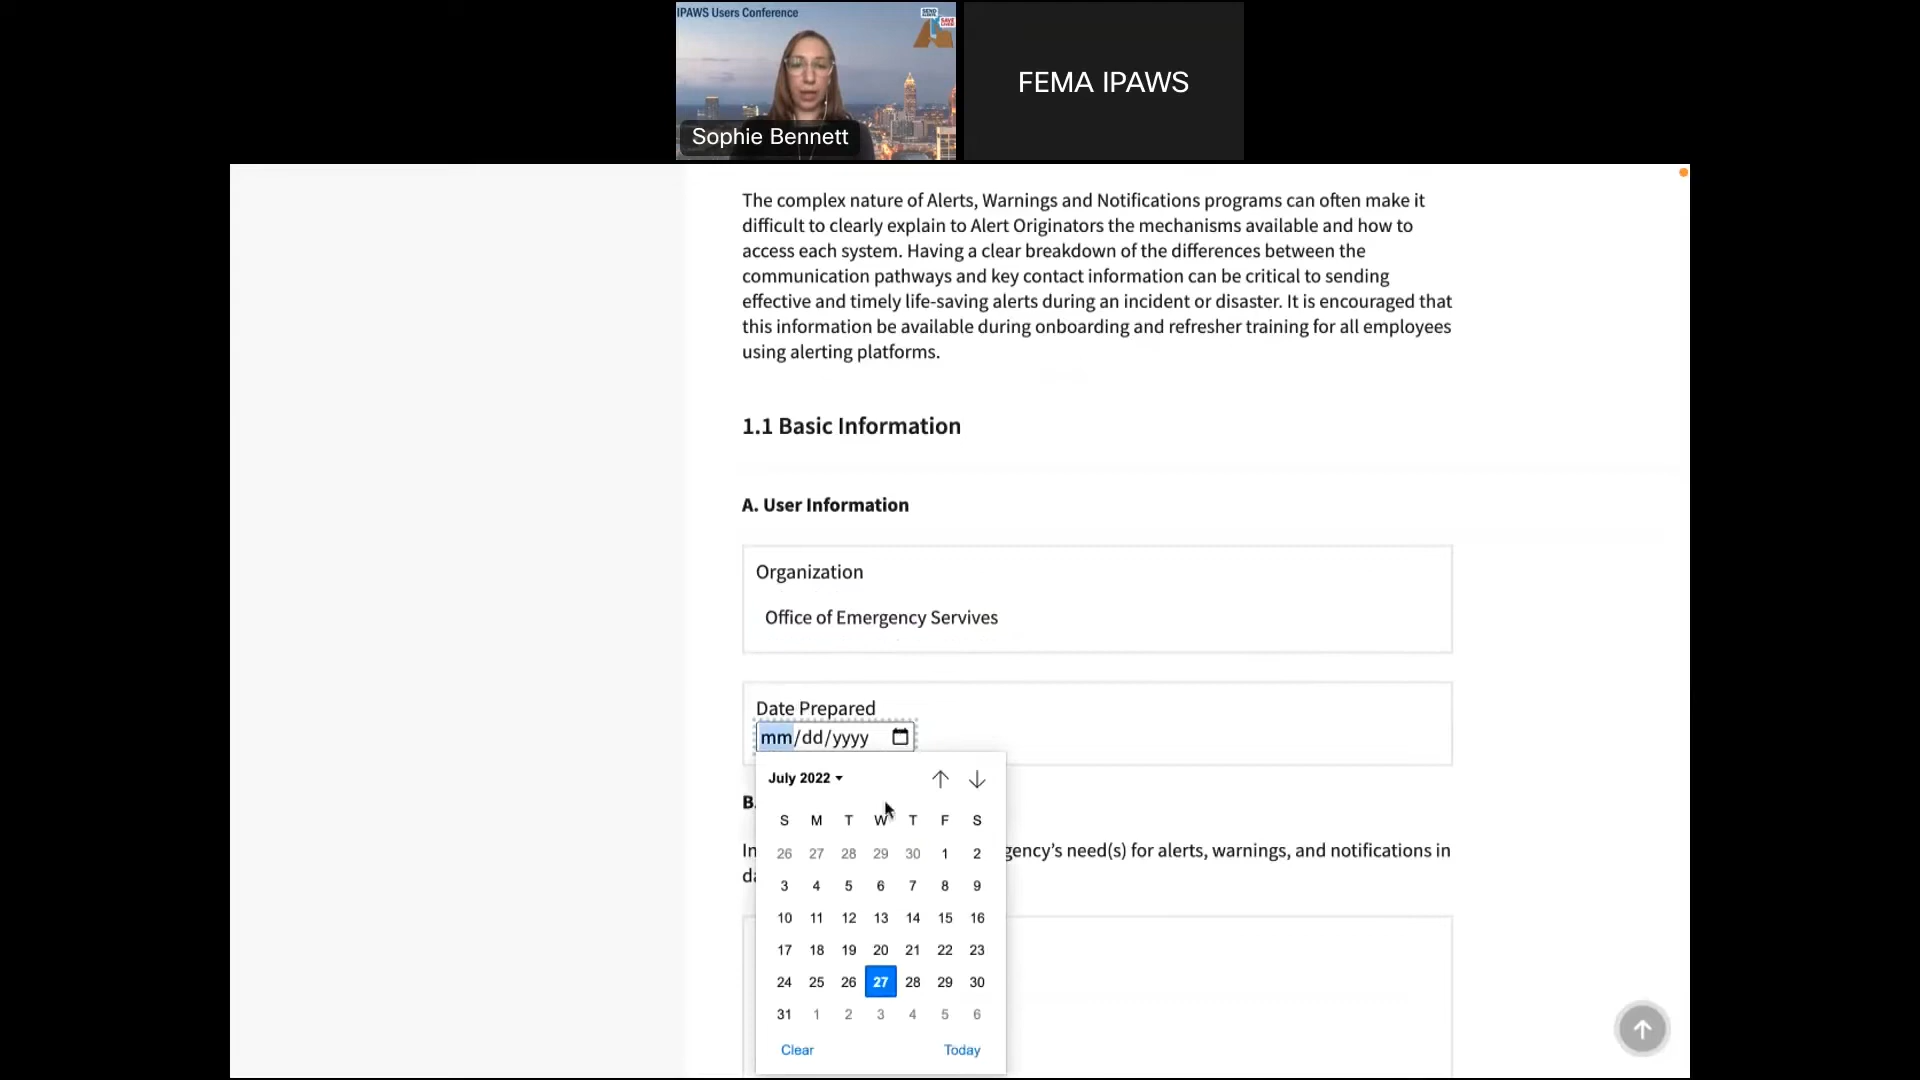 IPAWS Users Conference
SEND
ALERTS
SAVE
LIVES
Sophie Bennett
FEMA IPAWS
The complex nature of Alerts, Warnings and Notifications programs can often make it
difficult to clearly explain to Alert Originators the mechanisms available and how to
access each system. Having a clear breakdown of the differences between the
communication pathways and key contact information can be critical to sending
effective and timely life-saving alerts during an incident or disaster. It is encouraged that
this information be available during onboarding and refresher training for all employees
using alerting platforms.
1.1 Basic Information
A. User Information
Organization
Office of Emergency Servives
Date Prepared
mm/dd/yyyy
July 2022
B.
S M T W T F S
In gency’s need(s) for alerts, warnings, and notifications in
26 27 28 29 30 1 2
da
3 4 5 6 7 8 9
10 11 12 13 14 15 16
17 18 19 20 21 22 23
24 25 26 27 28 29 30
31 1 2 3 4 5 6
Clear Today